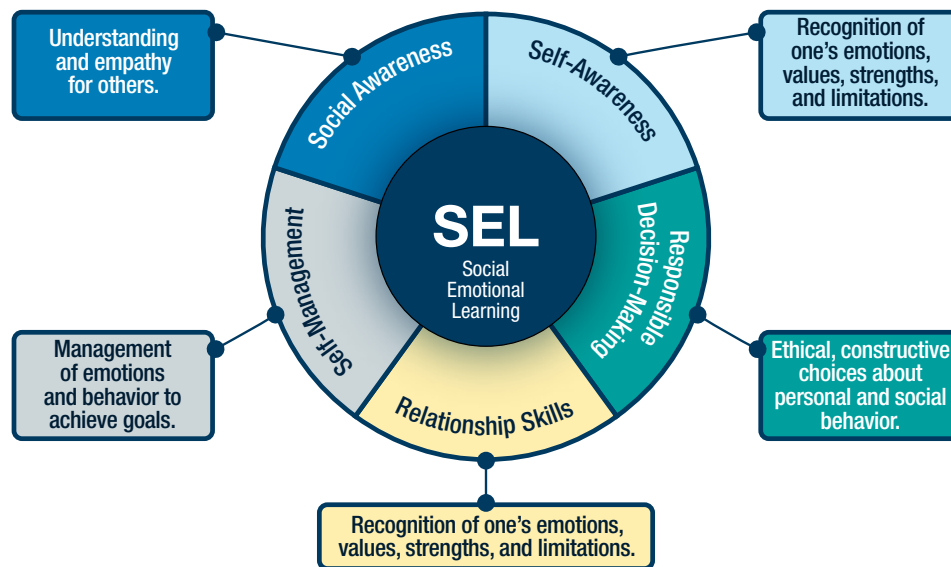 Understanding
and empathy
for others.
Social Awareness
Self-Awareness
Recognition of
one’s emotions,
values, strengths,
and limitations.
SEL
Social
Emotional
Learning
Self-Management
Responsible
Decision-Making
Management
of emotions
and behavior to
achieve goals.
Relationship Skills
Ethical, constructive
choices about
personal and social
behavior.
Recognition of one’s emotions,
values, strengths, and limitations.